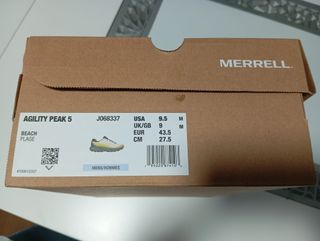 MERRELL
AGILITY PEAK 5 J068337
BEACH
PLAGE
USA 9.5 M
UK/GB 9 M
EUR 43.5
CM 27.5
MENS/HOMMES